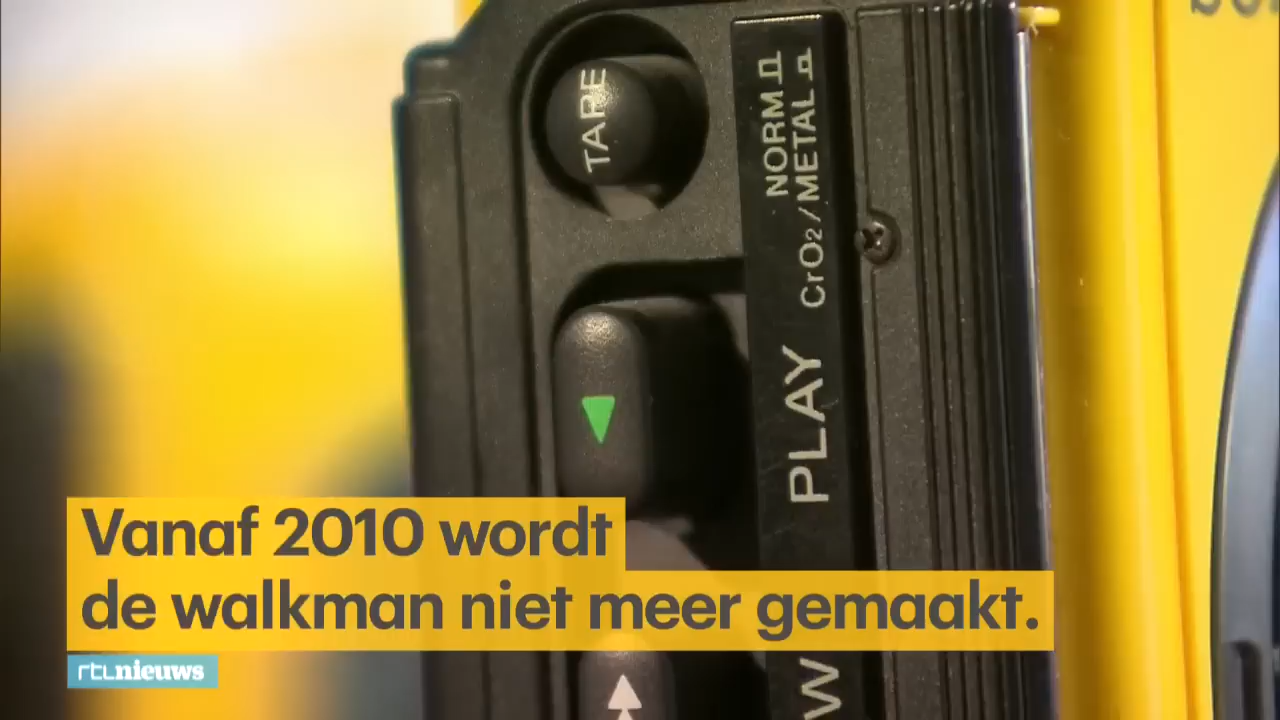 TAPE
NORM
CrO2/METAL
PLAY
Vanaf 2010 wordt
de walkman niet meer gemaakt.
rtlnieuws